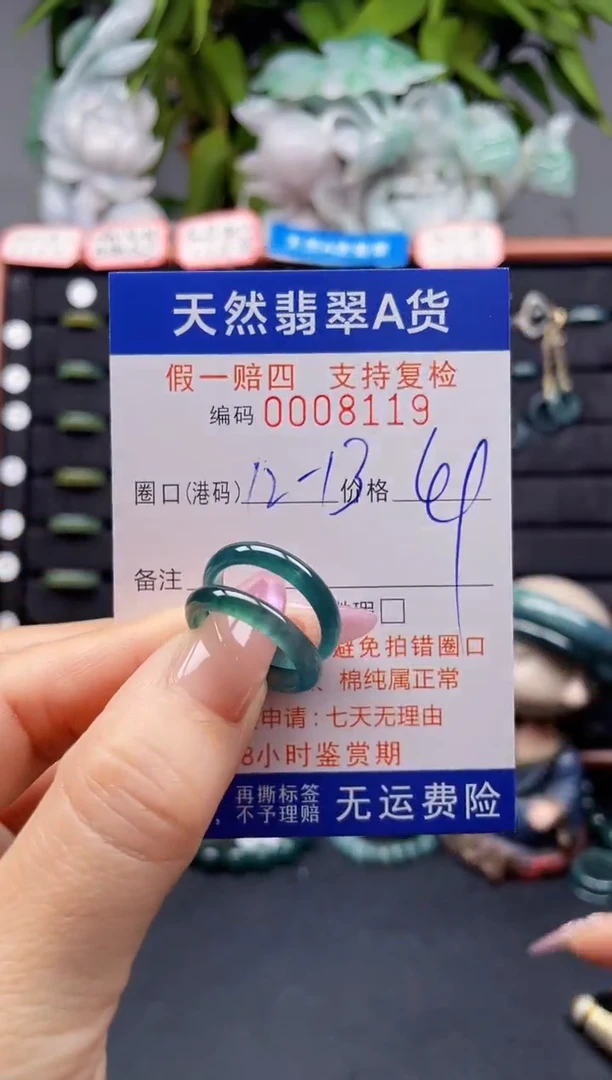 天然翡翠A货
假一赔四 支持复检
编码 0008119
圈口(港码) 12-13 价格
备注
避免拍错圈口
、棉纯属正常
申请:七天无理由
8小时鉴赏期
再撕标签
不予理赔
无运费险